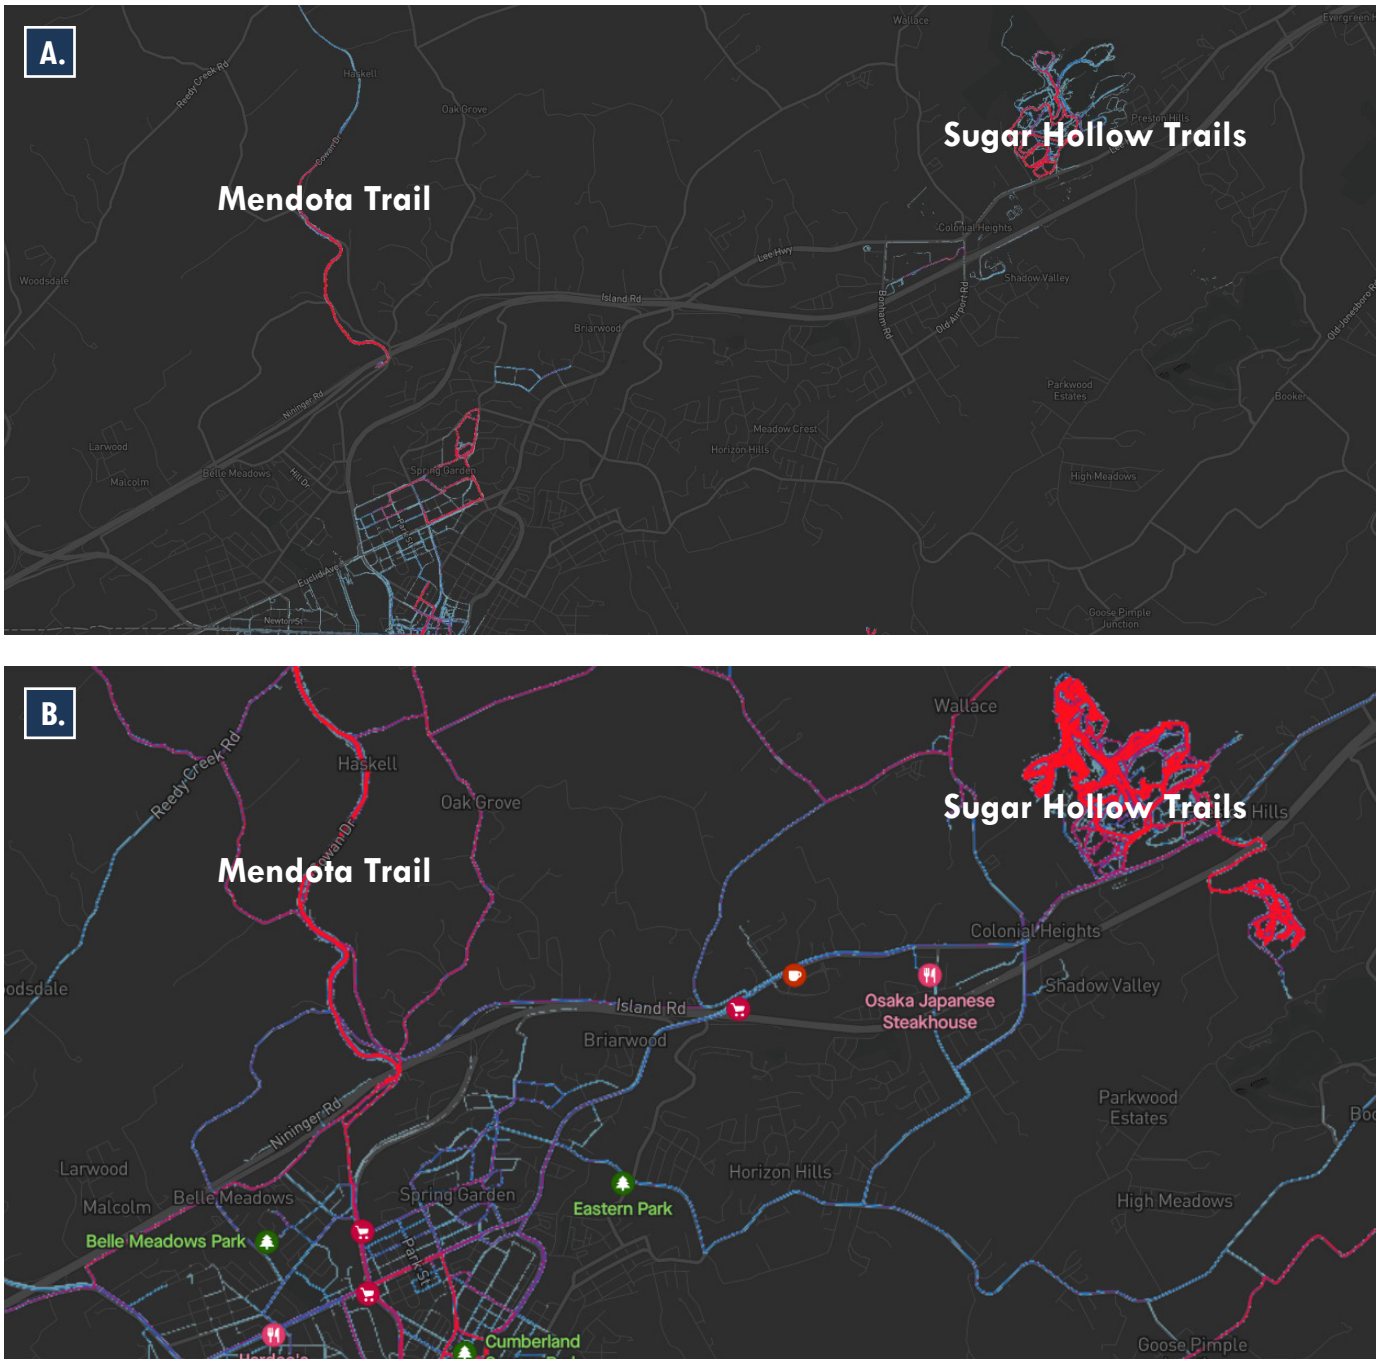 A.
Wallace
Evergreen H
Haskell
Reedy Creek Rd
Oak Grove
Cowan Dr
Preston Hills
Sugar Hollow Trails
Lee
Mendota Trail
Colonial Heights
Lee Hwy
Woodsdale
Shadow Valley
Island Rd
Bonham Rd
Old Airport Rd
Old Jonesboro R
Briarwood
Parkwood
Estates
Booker
Nininger Rd
Meadow Crest
Larwood
Horizon Hills
Belle Meadows
Spring Garden
High Meadows
Malcolm
Hill Dr
Park St
Euclid Ave
Newton St
Goose Pimple
Junction
B.
Wallace
Reedy Creek Rd
Haskell
Oak Grove
Sugar Hollow Trails
Hills
Cowan Dr
Mendota Trail
Colonial Heights
odsdale
Shadow Valley
Island Rd
Osaka Japanese
Steakhouse
Briarwood
Parkwood
Estates
Boo
Nininger Rd
Larwood
Horizon Hills
Malcolm
Belle Meadows
Spring Garden
High Meadows
Eastern Park
Belle Meadows Park
Park St
Cumberland
Goose Pimple